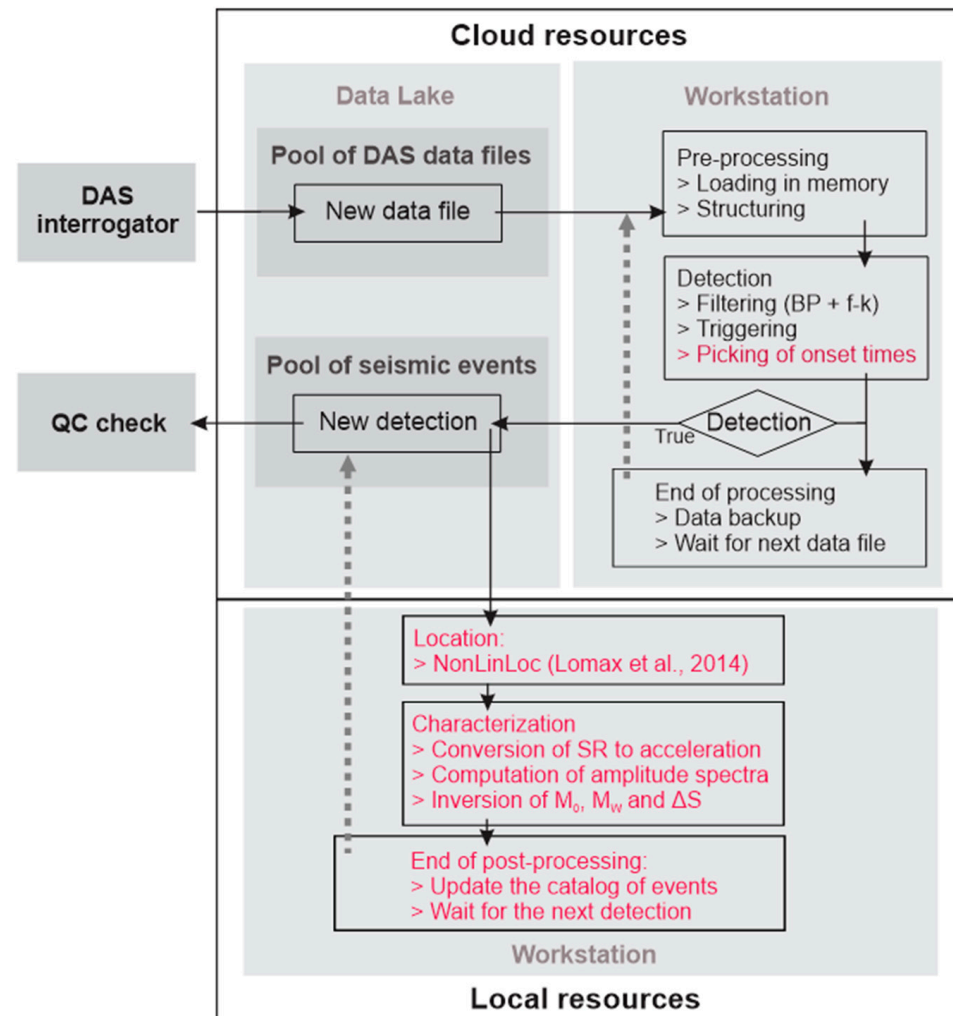 Cloud resources
Data Lake
Workstation
Pool of DAS data files
New data file
DAS
interrogator
Pre-processing
> Loading in memory
> Structuring
Detection
> Filtering (BP + f-k)
> Triggering
> Picking of onset times
Pool of seismic events
New detection
QC check
Detection
True
End of processing
> Data backup
> Wait for next data file
Location:
> NonLinLoc (Lomax et al., 2014)
Characterization
> Conversion of SR to acceleration
> Computation of amplitude spectra
> Inversion of M₀, M_W and ΔS
End of post-processing:
> Update the catalog of events
> Wait for the next detection
Workstation
Local resources